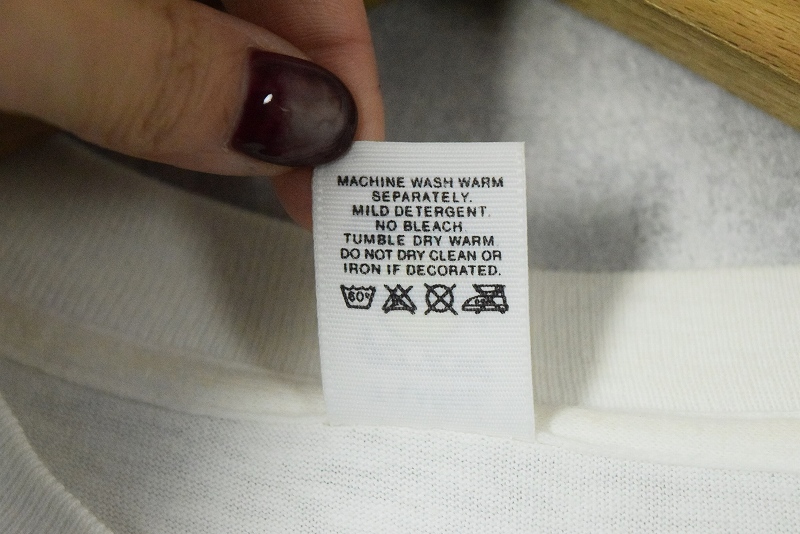 MACHINE WASH WARM
SEPARATELY.
MILD DETERGENT.
NO BLEACH
TUMBLE DRY WARM
DO NOT DRY CLEAN OR
IRON IF DECORATED.
60°